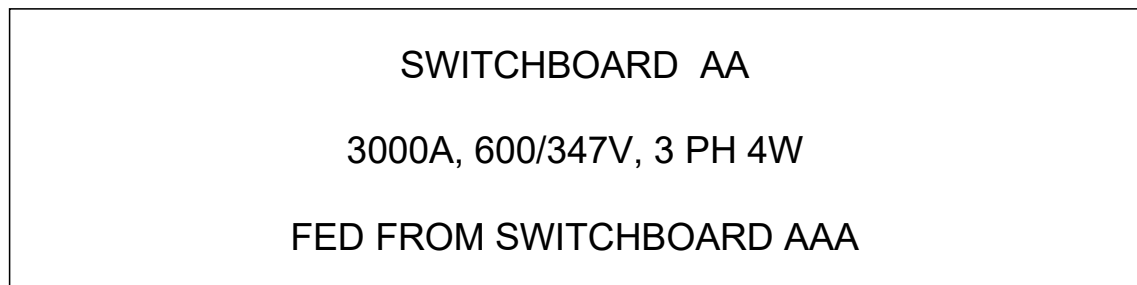 SWITCHBOARD  AA
3000A, 600/347V, 3 PH 4W
FED FROM SWITCHBOARD AAA